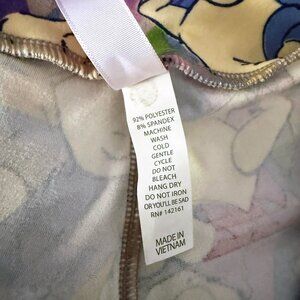 92% POLYESTER
8% SPANDEX
MACHINE
WASH
COLD
GENTLE
CYCLE
DO NOT
BLEACH
HANG DRY
DO NOT IRON
OR YOU'LL BE SAD
RN# 142161
MADE IN
VIETNAM